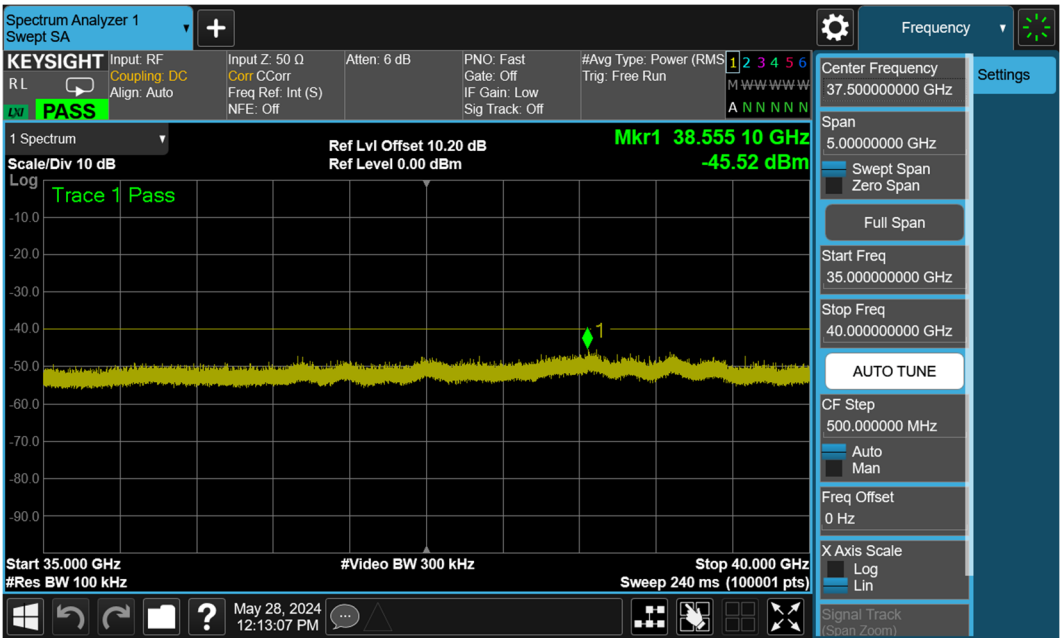 Spectrum Analyzer 1
Swept SA
Frequency
KEYSIGHT
RL
LXI
PASS
Input: RF
Coupling: DC
Align: Auto
Input Z: 50 Ω
Corr CCorr
Freq Ref: Int (S)
NFE: Off
Atten: 6 dB
PNO: Fast
Gate: Off
IF Gain: Low
Sig Track: Off
#Avg Type: Power (RMS
Trig: Free Run
1 2 3 4 5 6
M W W W W W
A N N N N N
1 Spectrum
Scale/Div 10 dB
Log
Ref Lvl Offset 10.20 dB
Ref Level 0.00 dBm
Mkr1 38.555 10 GHz
-45.52 dBm
Trace 1 Pass
-10.0
-20.0
-30.0
-40.0
1
-50.0
-60.0
-70.0
-80.0
-90.0
Start 35.000 GHz
#Res BW 100 kHz
#Video BW 300 kHz
Stop 40.000 GHz
Sweep 240 ms (100001 pts)
Center Frequency
37.500000000 GHz
Span
5.00000000 GHz
Swept Span
Zero Span
Full Span
Start Freq
35.000000000 GHz
Stop Freq
40.000000000 GHz
AUTO TUNE
CF Step
500.000000 MHz
Auto
Man
Freq Offset
0 Hz
X Axis Scale
Log
Lin
Signal Track
(Span Zoom)
Settings
?
May 28, 2024
12:13:07 PM